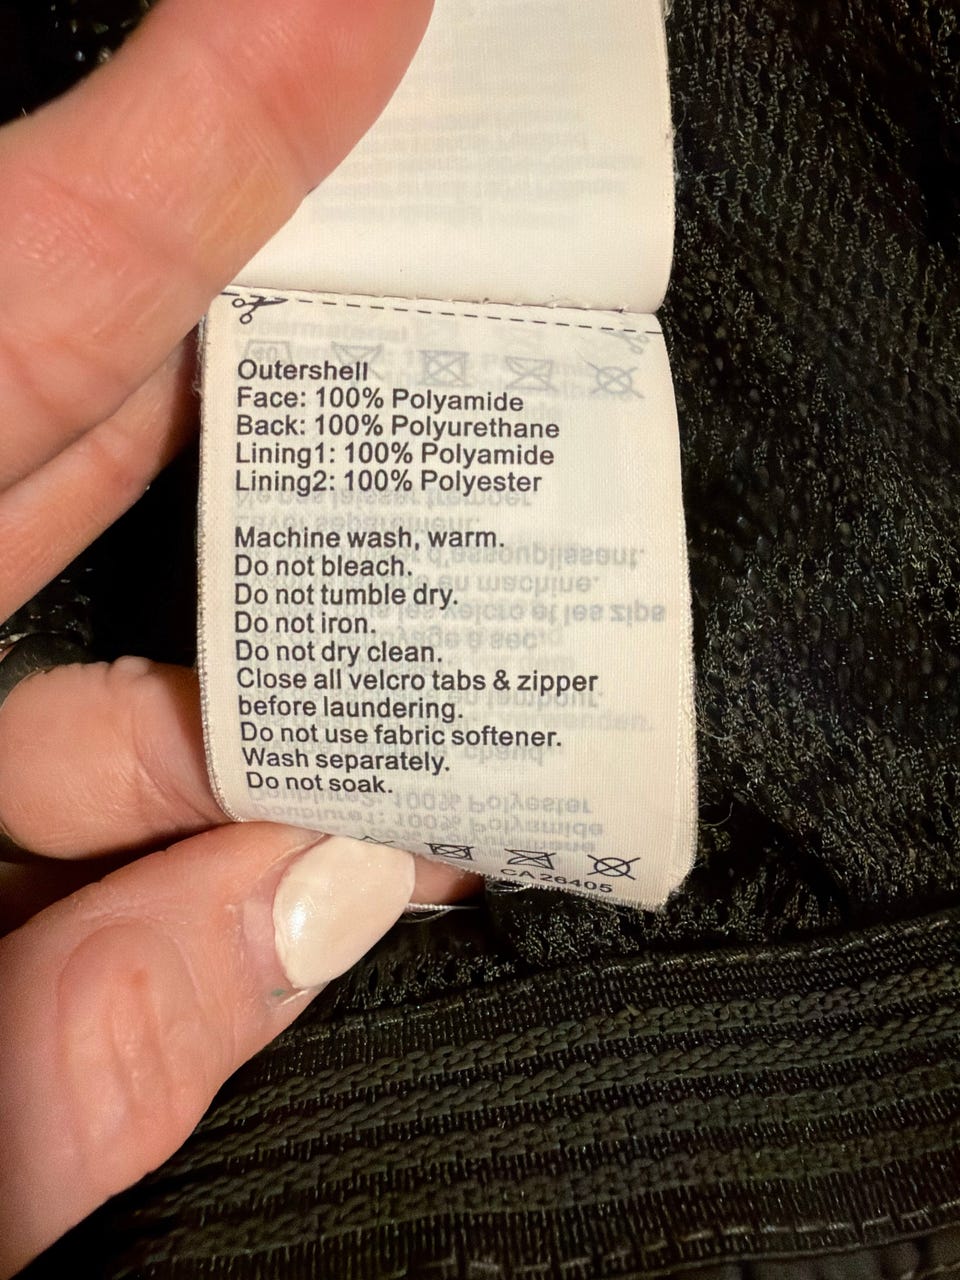 Outershell
Face: 100% Polyamide
Back: 100% Polyurethane
Lining1: 100% Polyamide
Lining2: 100% Polyester
Machine wash, warm.
Do not bleach.
Do not tumble dry.
Do not iron.
Do not dry clean.
Close all velcro tabs & zipper
before laundering.
Do not use fabric softener.
Wash separately.
Do not soak.
CA 26405